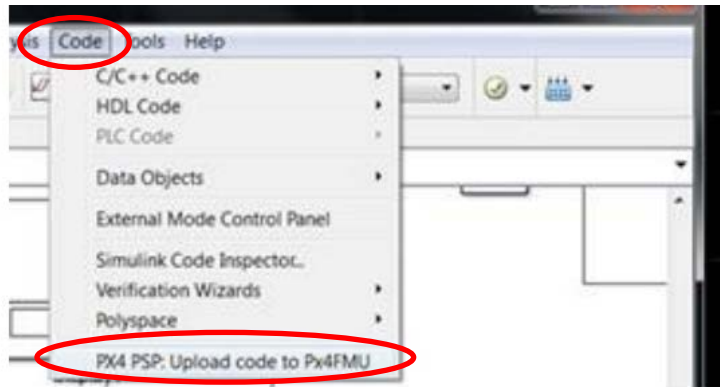 Code Tools Help
C/C++ Code
HDL Code
PLC Code
Data Objects
External Mode Control Panel
Simulink Code Inspector...
Verification Wizards
Polyspace
PX4 PSP: Upload code to Px4FMU